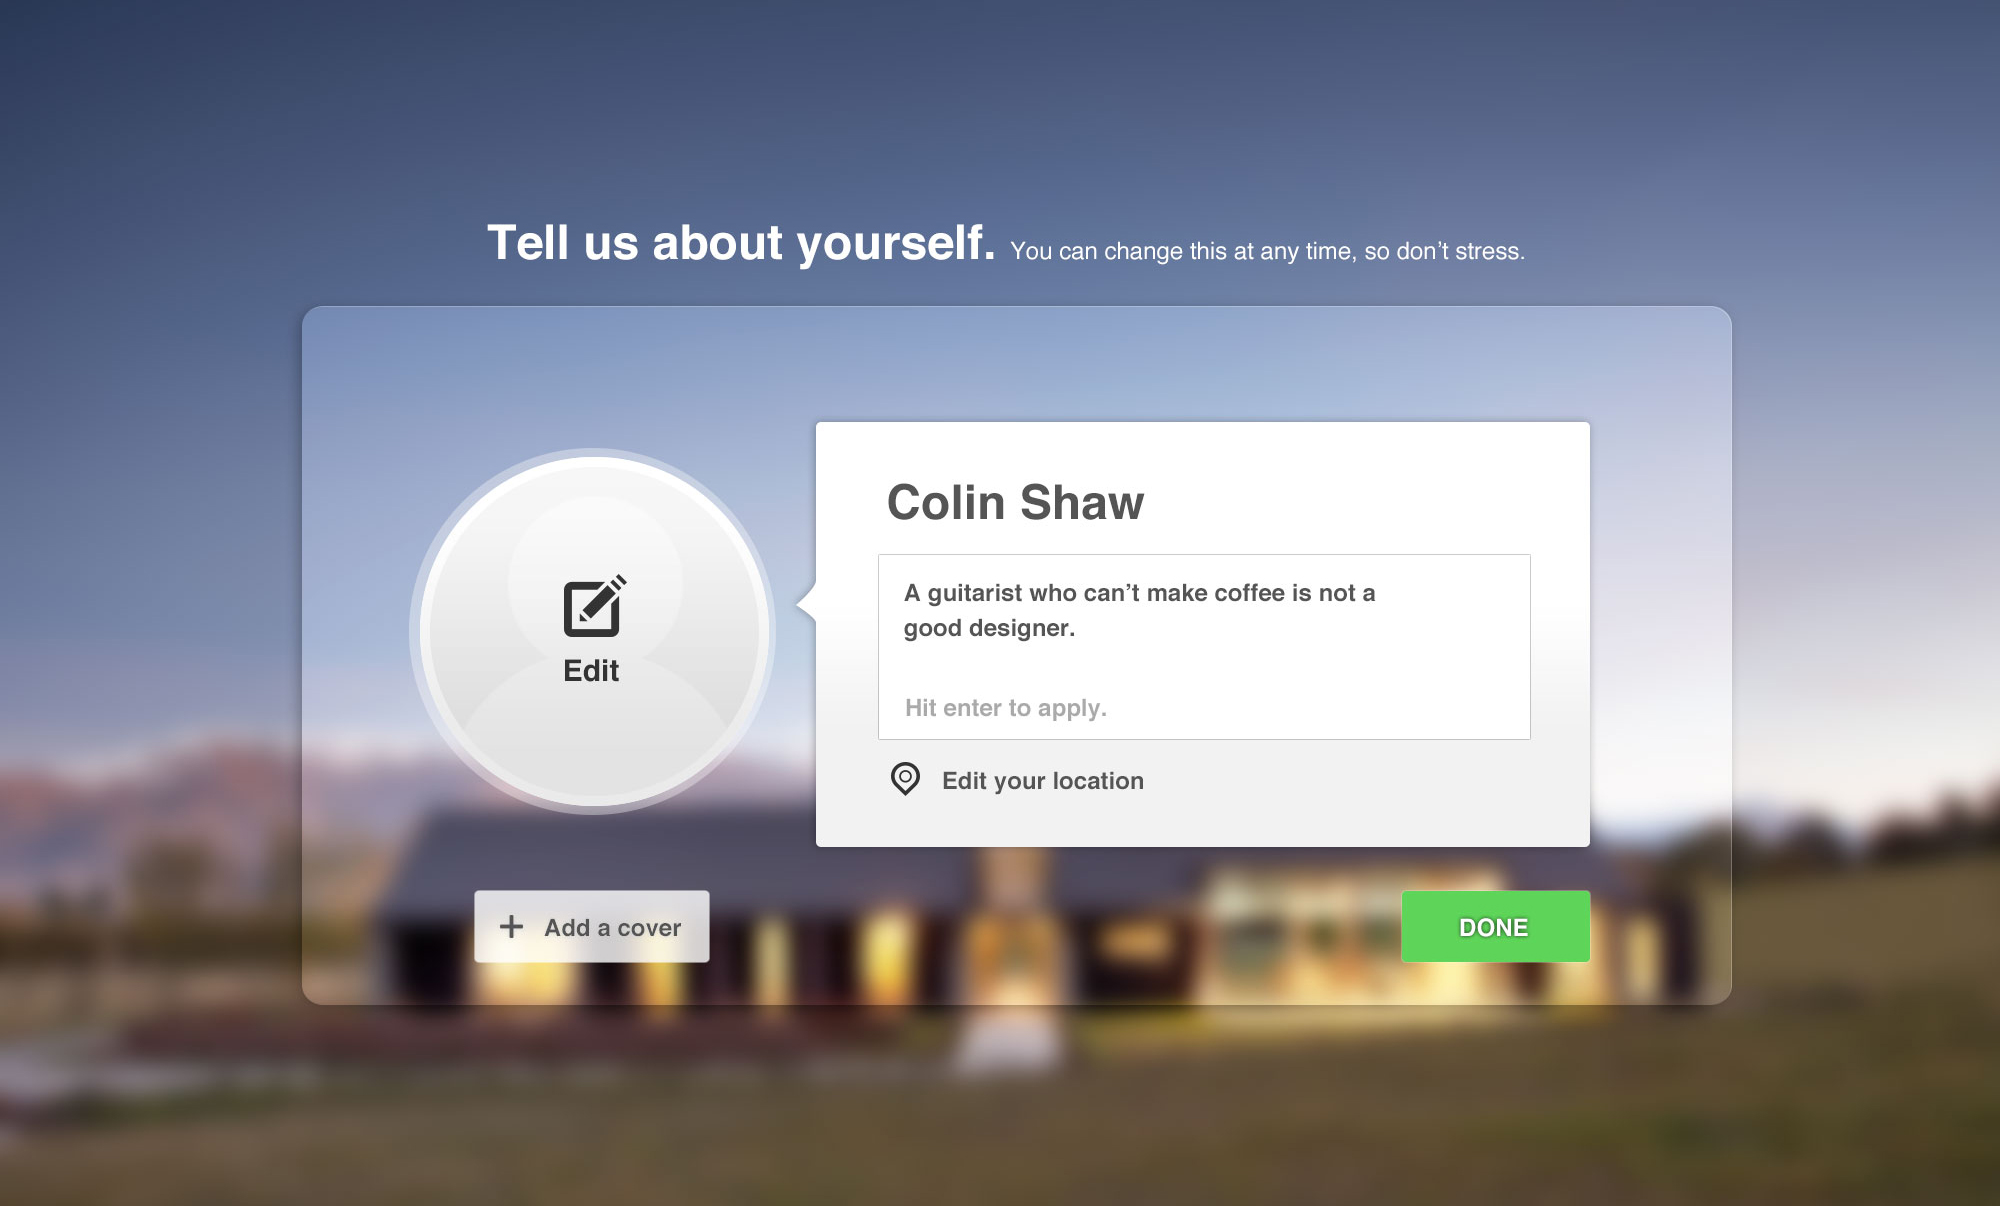 Tell us about yourself. You can change this at any time, so don’t stress.
Colin Shaw
A guitarist who can’t make coffee is not a
good designer.
Edit
Hit enter to apply.
Edit your location
Add a cover
DONE